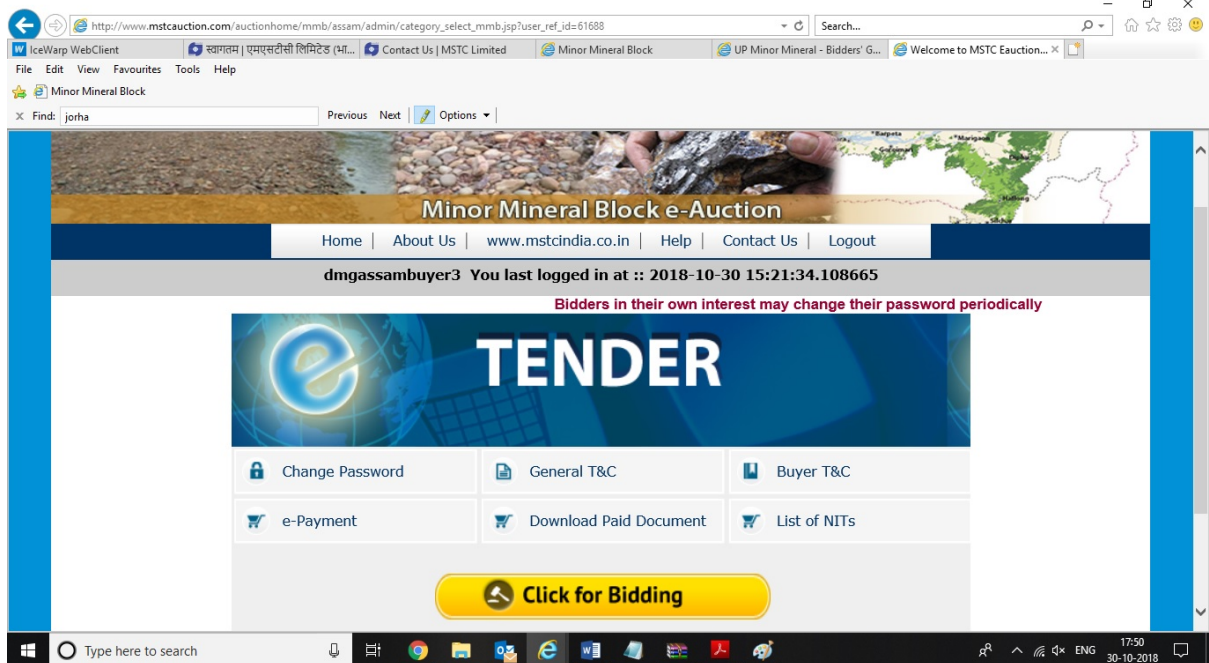 http://www.mstcauction.com/auctionhome/mmb/assam/admin/category_select_mmb.jsp?user_ref_id=61688
Search...
IceWarp WebClient
स्वागतम | एमएसटीसी लिमिटेड (भा...
Contact Us | MSTC Limited
Minor Mineral Block
UP Minor Mineral - Bidders' G...
Welcome to MSTC Eauction...
File Edit View Favourites Tools Help
Minor Mineral Block
Find: jorha Previous Next Options
Minor Mineral Block e-Auction
Home | About Us | www.mstcindia.co.in | Help | Contact Us | Logout
dmgassambuyer3 You last logged in at :: 2018-10-30 15:21:34.108665
Bidders in their own interest may change their password periodically
e TENDER
Change Password General T&C Buyer T&C
e-Payment Download Paid Document List of NITs
Click for Bidding
Type here to search
ENG
17:50
30-10-2018